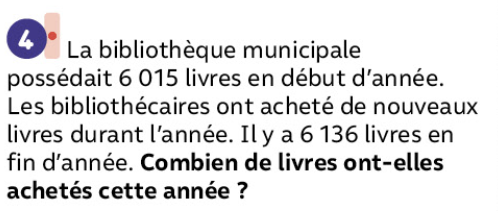 4 La bibliothèque municipale
possédait 6 015 livres en début d’année.
Les bibliothécaires ont acheté de nouveaux
livres durant l’année. Il y a 6 136 livres en
fin d’année. Combien de livres ont-elles
achetés cette année ?